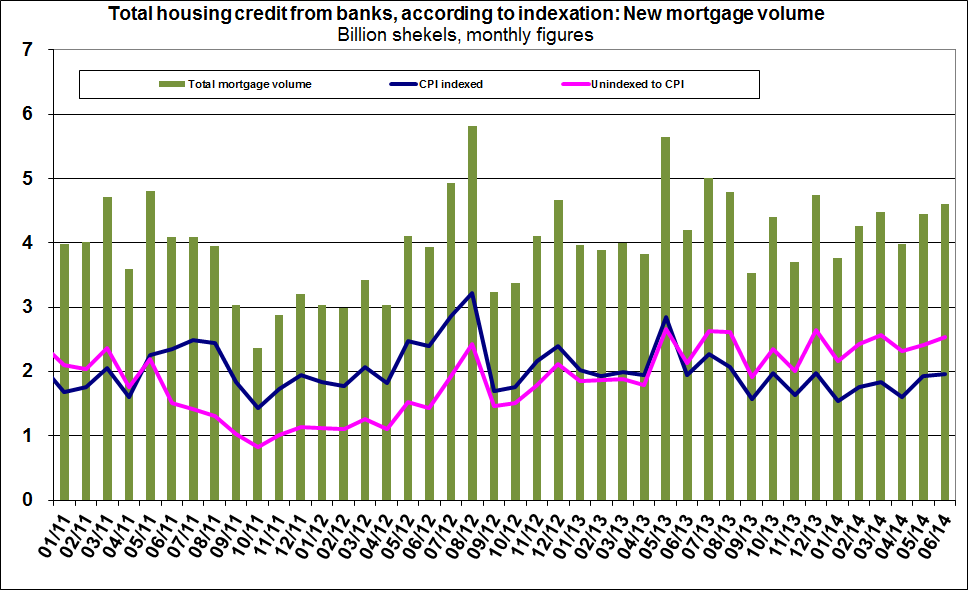 Total housing credit from banks, according to indexation: New mortgage volume
Billion shekels, monthly figures
7
Total mortgage volume CPI indexed Unindexed to CPI
6
5
4
3
2
1
0
01/11 02/11 03/11 04/11 05/11 06/11 07/11 08/11 09/11 10/11 11/11 12/11 01/12 02/12 03/12 04/12 05/12 06/12 07/12 08/12 09/12 10/12 11/12 12/12 01/13 02/13 03/13 04/13 05/13 06/13 07/13 08/13 09/13 10/13 11/13 12/13 01/14 02/14 03/14 04/14 05/14 06/14